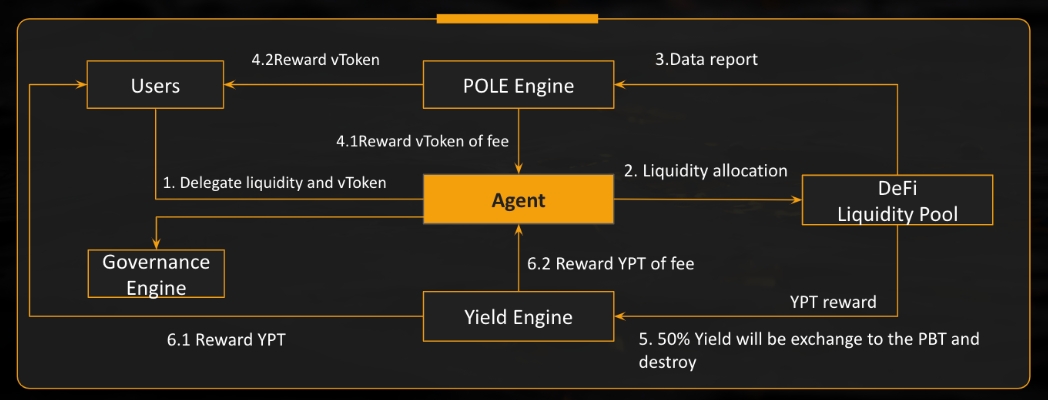 4.2Reward vToken
3.Data report
Users
POLE Engine
4.1Reward vToken of fee
1. Delegate liquidity and vToken
2. Liquidity allocation
Agent
DeFi
Liquidity Pool
Governance
Engine
6.2 Reward YPT of fee
YPT reward
Yield Engine
6.1 Reward YPT
5. 50% Yield will be exchange to the PBT and
destroy